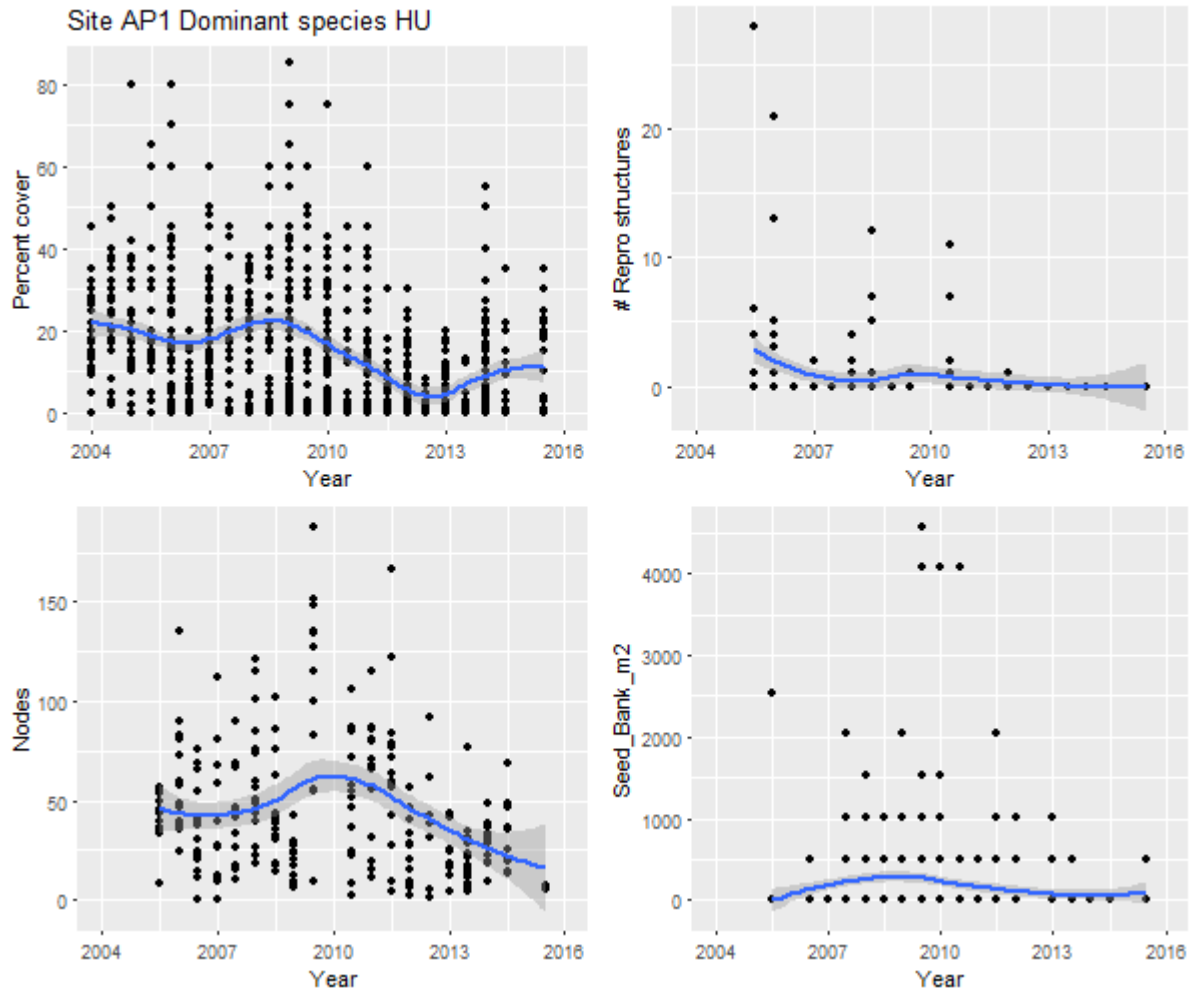 Site AP1 Dominant species HU
Percent cover
80
60
40
20
0
2004 2007 2010 2013 2016
Year
# Repro structures
20
10
0
2004 2007 2010 2013 2016
Year
Nodes
150
100
50
0
2004 2007 2010 2013 2016
Year
Seed_Bank_m2
4000
3000
2000
1000
0
2004 2007 2010 2013 2016
Year